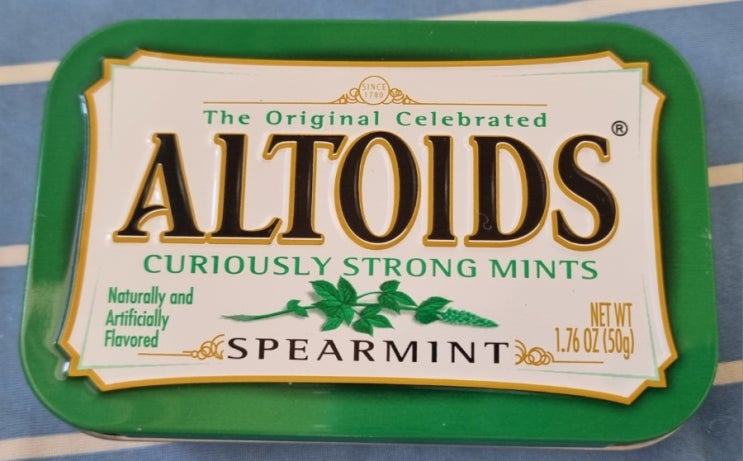 SINCE
1780
The Original Celebrated
ALTOIDS®
CURIOUSLY STRONG MINTS
Naturally and
Artificially
Flavored
SPEARMINT
NET WT
1.76 OZ (50g)